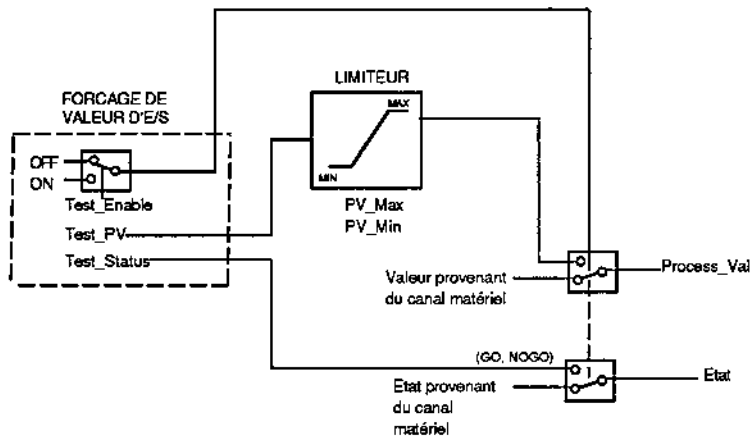 LIMITEUR
FORCAGE DE
VALEUR D'E/S
MAX
OFF
ON
MIN
Test_Enable
PV_Max
PV_Min
Test_PV
Test_Status
Valeur provenant
du canal matériel
Process_Val
(GO, NOGO)
Etat
Etat provenant
du canal
matériel